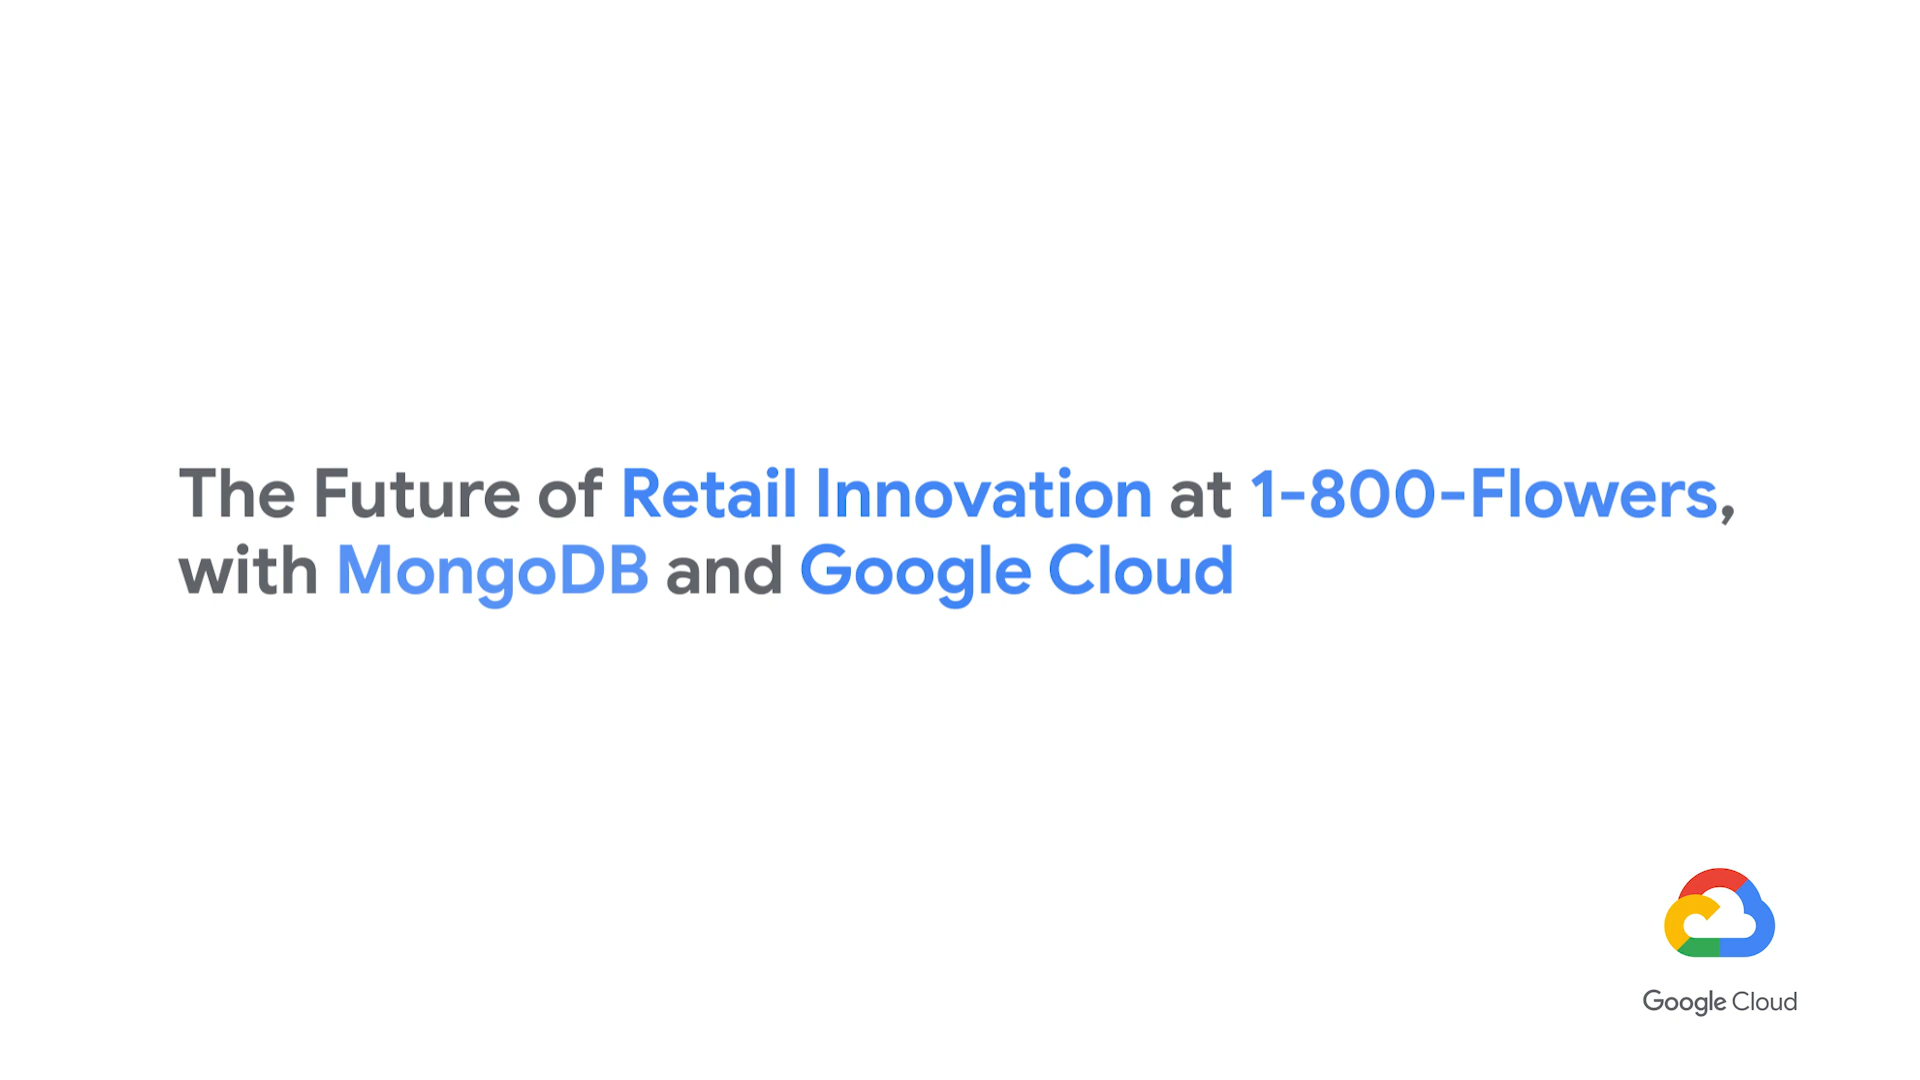 The Future of Retail Innovation at 1-800-Flowers,
with MongoDB and Google Cloud
Google Cloud